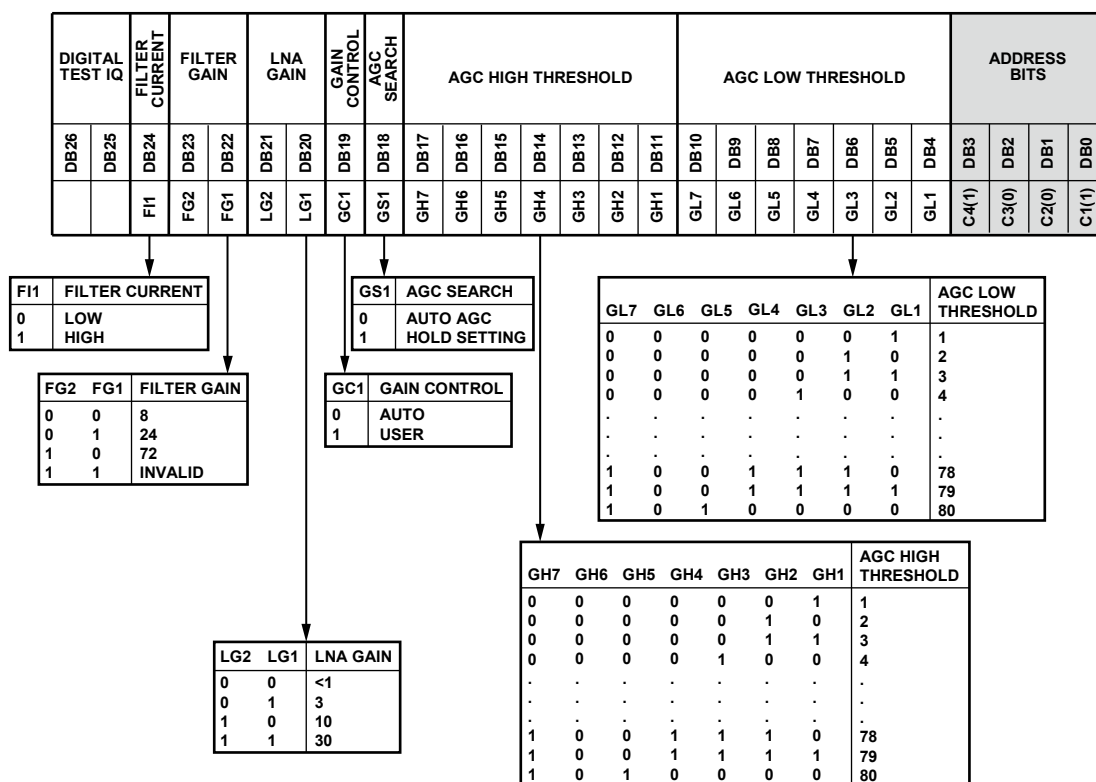 DIGITAL
TEST IQ
FILTER
CURRENT
FILTER
GAIN
LNA
GAIN
GAIN
CONTROL
AGC
SEARCH
AGC HIGH THRESHOLD
AGC LOW THRESHOLD
ADDRESS
BITS
DB26 DB25 DB24 DB23 DB22 DB21 DB20 DB19 DB18 DB17 DB16 DB15 DB14 DB13 DB12 DB11 DB10 DB9 DB8 DB7 DB6 DB5 DB4 DB3 DB2 DB1 DB0
FI1 FG2 FG1 LG2 LG1 GC1 GS1 GH7 GH6 GH5 GH4 GH3 GH2 GH1 GL7 GL6 GL5 GL4 GL3 GL2 GL1 C4(1) C3(0) C2(0) C1(1)
FI1 FILTER CURRENT
0 LOW
1 HIGH
GS1 AGC SEARCH
0 AUTO AGC
1 HOLD SETTING
FG2 FG1 FILTER GAIN
0 0 8
0 1 24
1 0 72
1 1 INVALID
GC1 GAIN CONTROL
0 AUTO
1 USER
GL7 GL6 GL5 GL4 GL3 GL2 GL1 AGC LOW
THRESHOLD
0 0 0 0 0 0 1 1
0 0 0 0 0 1 0 2
0 0 0 0 0 1 1 3
0 0 0 0 1 0 0 4
. . . . . . . .
. . . . . . . .
. . . . . . . .
1 0 0 1 1 1 0 78
1 0 0 1 1 1 1 79
1 0 1 0 0 0 0 80
GH7 GH6 GH5 GH4 GH3 GH2 GH1 AGC HIGH
THRESHOLD
0 0 0 0 0 0 1 1
0 0 0 0 0 1 0 2
0 0 0 0 0 1 1 3
0 0 0 0 1 0 0 4
. . . . . . . .
. . . . . . . .
. . . . . . . .
1 0 0 1 1 1 0 78
1 0 0 1 1 1 1 79
1 0 1 0 0 0 0 80
LG2 LG1 LNA GAIN
0 0 <1
0 1 3
1 0 10
1 1 30